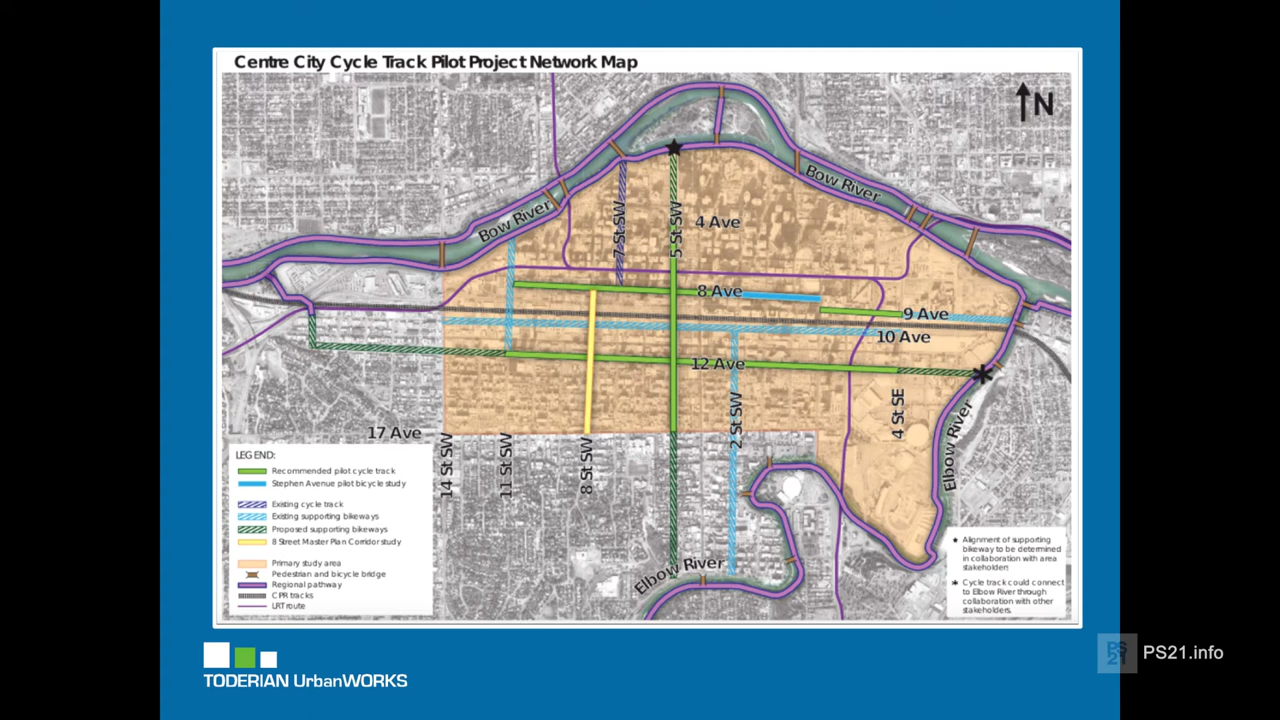 Centre City Cycle Track Pilot Project Network Map
N
Bow River
Bow River
7 St SW
5 St SW
4 Ave
8 Ave
9 Ave
10 Ave
12 Ave
2 St SW
4 St SE
17 Ave
14 St SW
11 St SW
8 St SW
Elbow River
Elbow River
LEGEND:
Recommended pilot cycle track
Stephen Avenue pilot bicycle study
Existing cycle track
Existing supporting bikeways
Proposed supporting bikeways
8 Street Master Plan Corridor study
Primary study area
Pedestrian and bicycle bridge
Regional pathway
CPR tracks
LRT route
Alignment of supporting
bikeway to be determined
in collaboration with area
stakeholders
Cycle track could connect
to Elbow River through
collaboration with other
stakeholders.
TODERIAN UrbanWORKS
PS
21
PS21.info